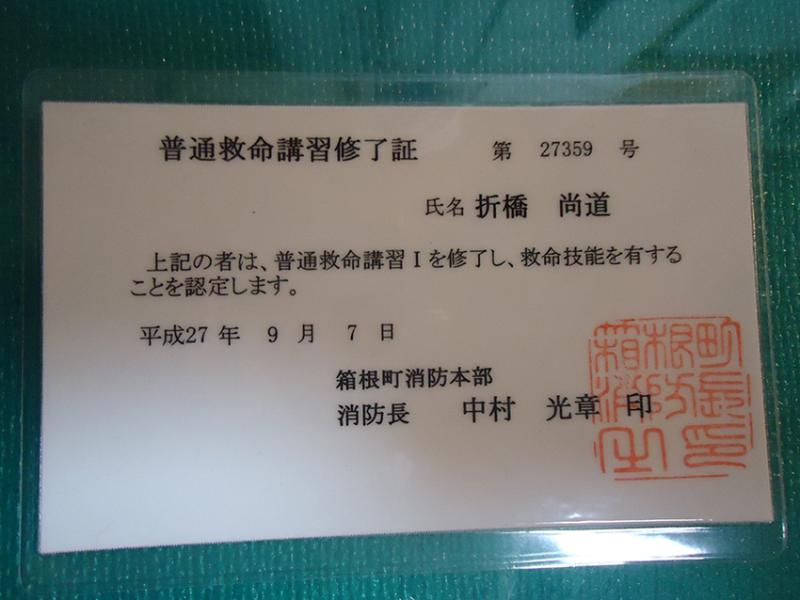 普通救命講習修了証 第 27359 号
氏名 折橋 尚道
上記の者は、普通救命講習Ⅰを修了し、救命技能を有する
ことを認定します。
平成27年 9月 7日
箱根町消防本部
消防長 中村 光章 印